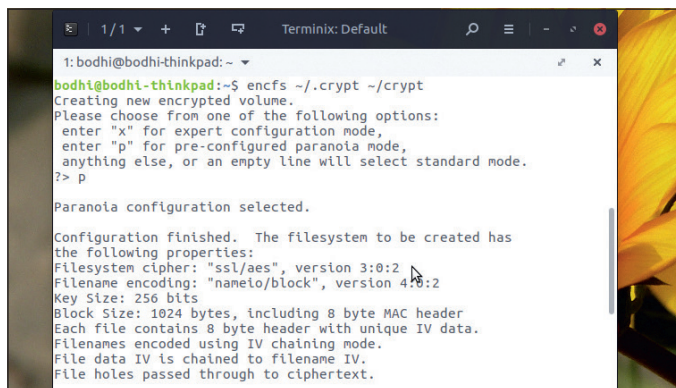 1/1
Terminix: Default
1: bodhi@bodhi-thinkpad: ~
bodhi@bodhi-thinkpad:~$ encfs ~/.crypt ~/crypt
Creating new encrypted volume.
Please choose from one of the following options:
enter "x" for expert configuration mode,
enter "p" for pre-configured paranoia mode,
anything else, or an empty line will select standard mode.
?> p
Paranoia configuration selected.
Configuration finished.  The filesystem to be created has
the following properties:
Filesystem cipher: "ssl/aes", version 3:0:2
Filename encoding: "nameio/block", version 4:0:2
Key Size: 256 bits
Block Size: 1024 bytes, including 8 byte MAC header
Each file contains 8 byte header with unique IV data.
Filenames encoded using IV chaining mode.
File data IV is chained to filename IV.
File holes passed through to ciphertext.